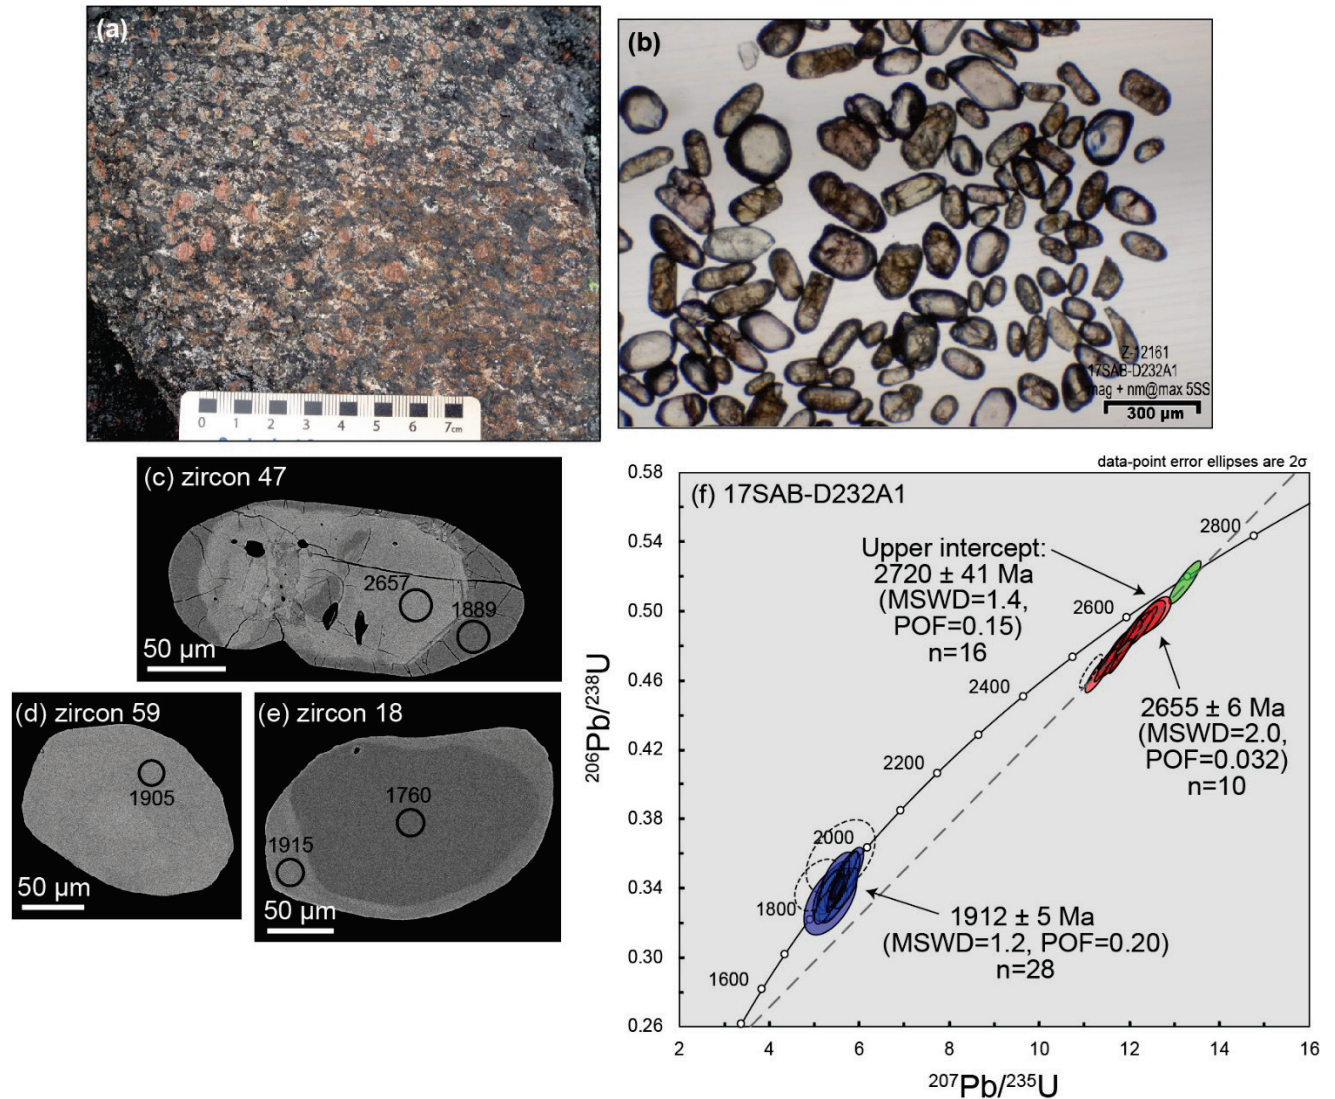 (a)
0 1 2 3 4 5 6 7cm
(b)
Z-12161
17SAB-D232A1
mag + nm@max 5SS
300 µm
(c) zircon 47
2657
1889
50 µm
(d) zircon 59
1905
50 µm
(e) zircon 18
1760
1915
50 µm
data-point error ellipses are 2σ
(f) 17SAB-D232A1
0.58
0.54
0.50
0.46
0.42
0.38
0.34
0.30
0.26
2800
2600
2400
2200
2000
1800
1600
Upper intercept:
2720 ± 41 Ma
(MSWD=1.4,
POF=0.15)
n=16
2655 ± 6 Ma
(MSWD=2.0,
POF=0.032)
n=10
1912 ± 5 Ma
(MSWD=1.2, POF=0.20)
n=28
2 4 6 8 10 12 14 16
²⁰⁶Pb/²³⁸U
²⁰⁷Pb/²³⁵U